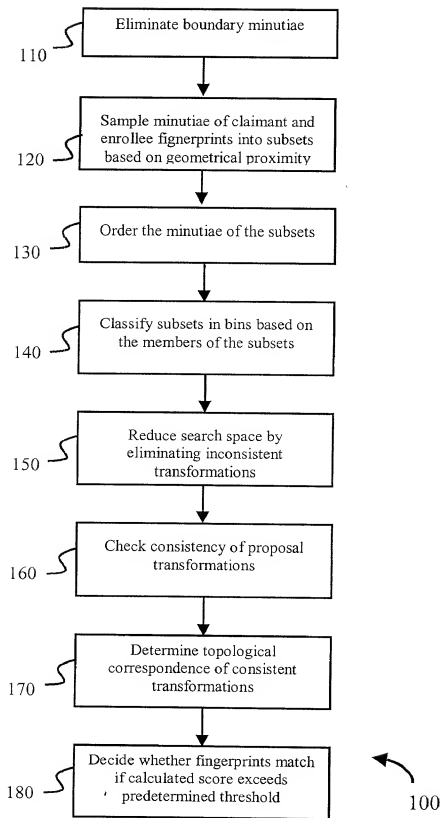 Eliminate boundary minutiae
110
Sample minutiae of claimant and
enrollee fignerprints into subsets
based on geometrical proximity
120
Order the minutiae of the subsets
130
Classify subsets in bins based on
the members of the subsets
140
Reduce search space by
eliminating inconsistent
transformations
150
Check consistency of proposal
transformations
160
Determine topological
correspondence of consistent
transformations
170
Decide whether fingerprints match
if calculated score exceeds
predetermined threshold
180
100